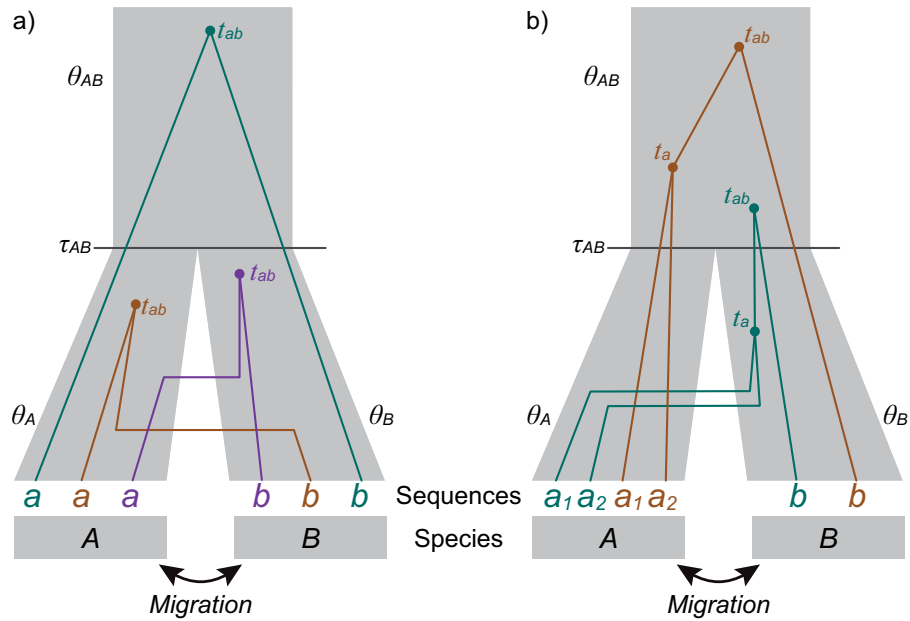 a)
t_ab
θ_AB
τ_AB
t_ab
t_ab
θ_A
θ_B
a a a b b b
Sequences
A
B
Species
Migration
b)
t_ab
θ_AB
t_a
t_ab
τ_AB
t_a
θ_A
θ_B
a_1 a_2 a_1 a_2 b b
A
B
Migration